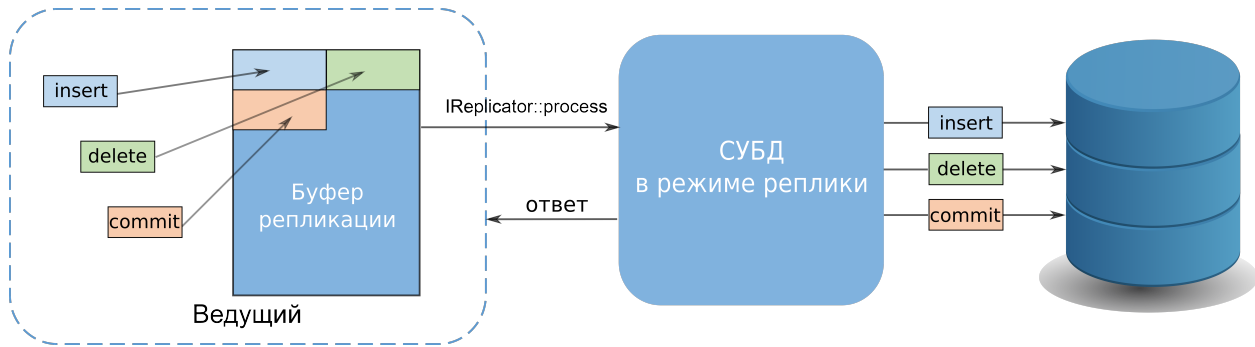 insert
delete
commit
Буфер
репликации
Ведущий
IReplicator::process
ответ
СУБД
в режиме реплики
insert
delete
commit